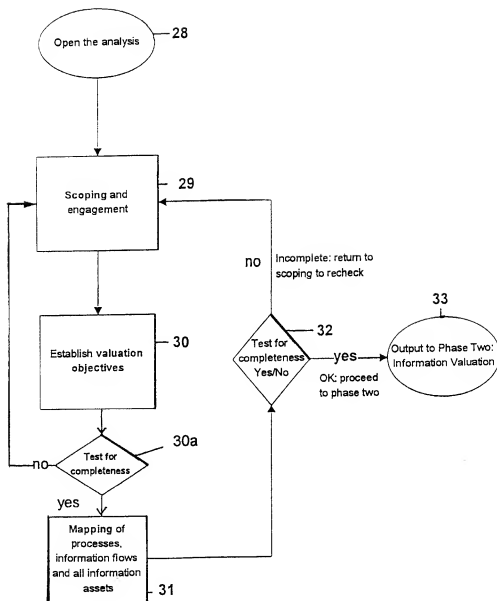 Open the analysis
28
Scoping and
engagement
29
Establish valuation
objectives
30
Test for
completeness
30a
no
yes
Mapping of
processes,
information flows
and all information
assets
31
no
Incomplete: return to
scoping to recheck
Test for
completeness
Yes/No
32
yes
OK: proceed
to phase two
33
Output to Phase Two:
Information Valuation